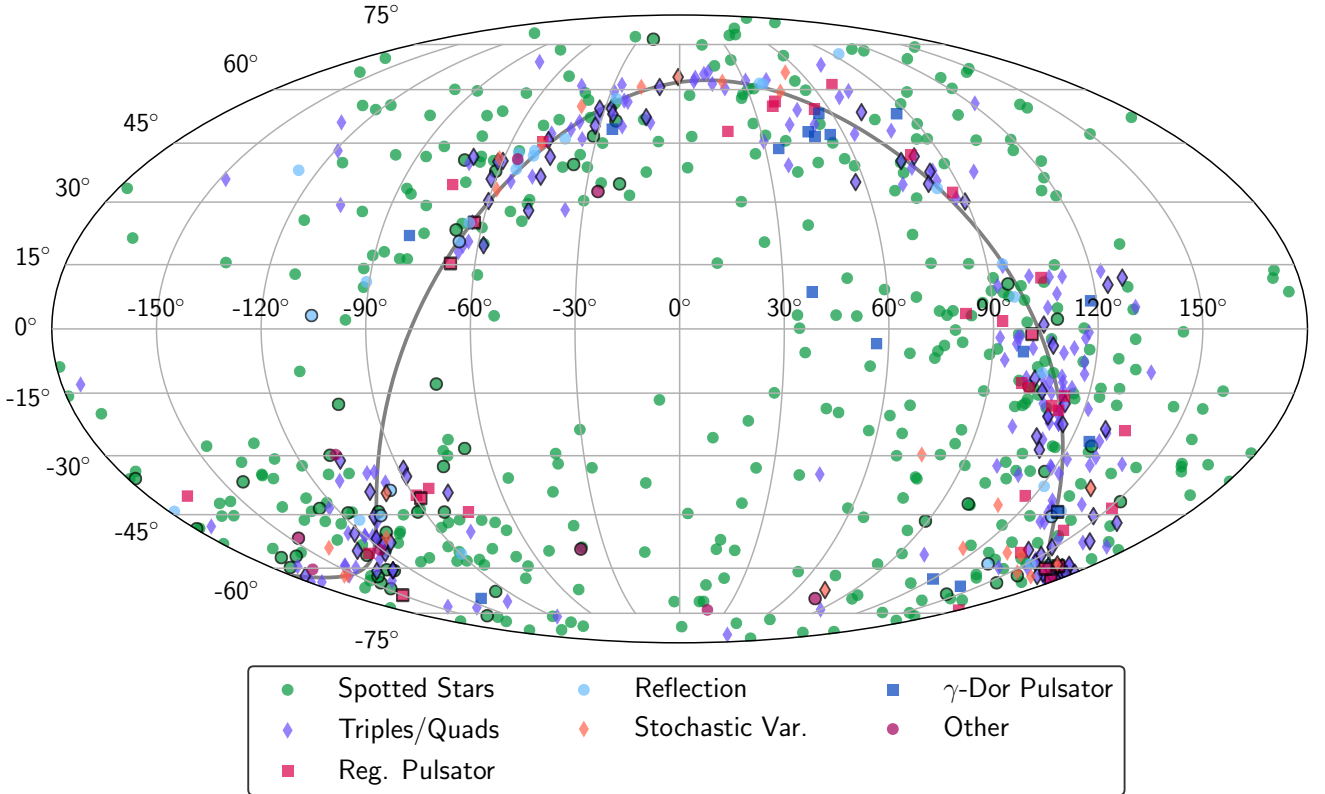 75°
60°
45°
30°
15°
-150° -120° -90° -60° -30° 0° 30° 60° 90° 120° 150°
0°
-15°
-30°
-45°
-60°
-75°
Spotted Stars Reflection γ-Dor Pulsator
Triples/Quads Stochastic Var. Other
Reg. Pulsator